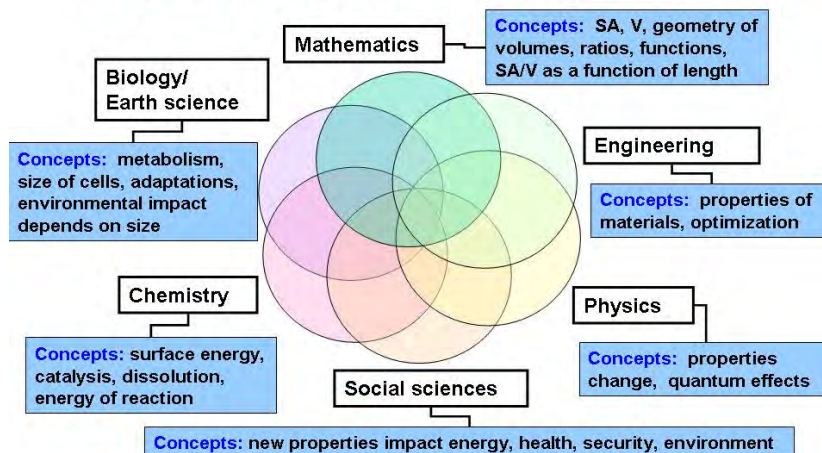 Mathematics
Concepts: SA, V, geometry of
volumes, ratios, functions,
SA/V as a function of length
Biology/
Earth science
Concepts: metabolism,
size of cells, adaptations,
environmental impact
depends on size
Engineering
Concepts: properties of
materials, optimization
Chemistry
Concepts: surface energy,
catalysis, dissolution,
energy of reaction
Physics
Concepts: properties
change, quantum effects
Social sciences
Concepts: new properties impact energy, health, security, environment